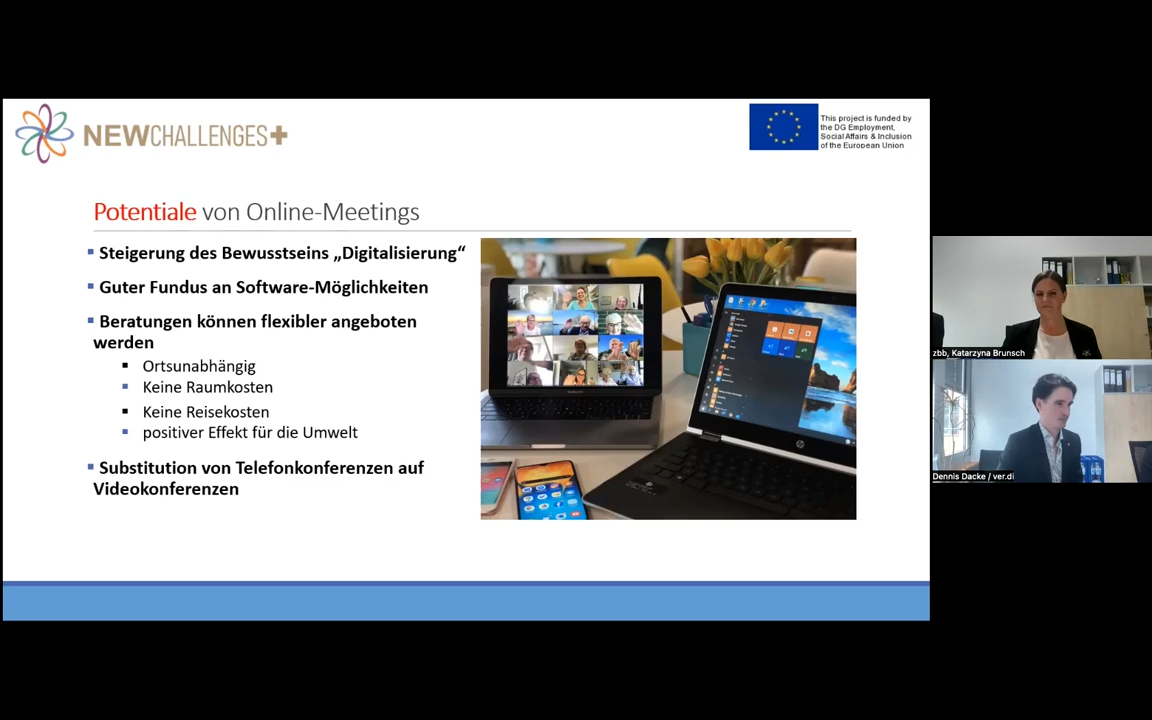 NEWCHALLENGES+
This project is funded by
the DG Employment,
Social Affairs & Inclusion
of the European Union
Potentiale von Online-Meetings
Steigerung des Bewusstseins „Digitalisierung“
Guter Fundus an Software-Möglichkeiten
Beratungen können flexibler angeboten
werden
Ortsunabhängig
Keine Raumkosten
Keine Reisekosten
positiver Effekt für die Umwelt
Substitution von Telefonkonferenzen auf
Videokonferenzen
hp
zbb, Katarzyna Brunsch
Dennis Dacke / ver.di